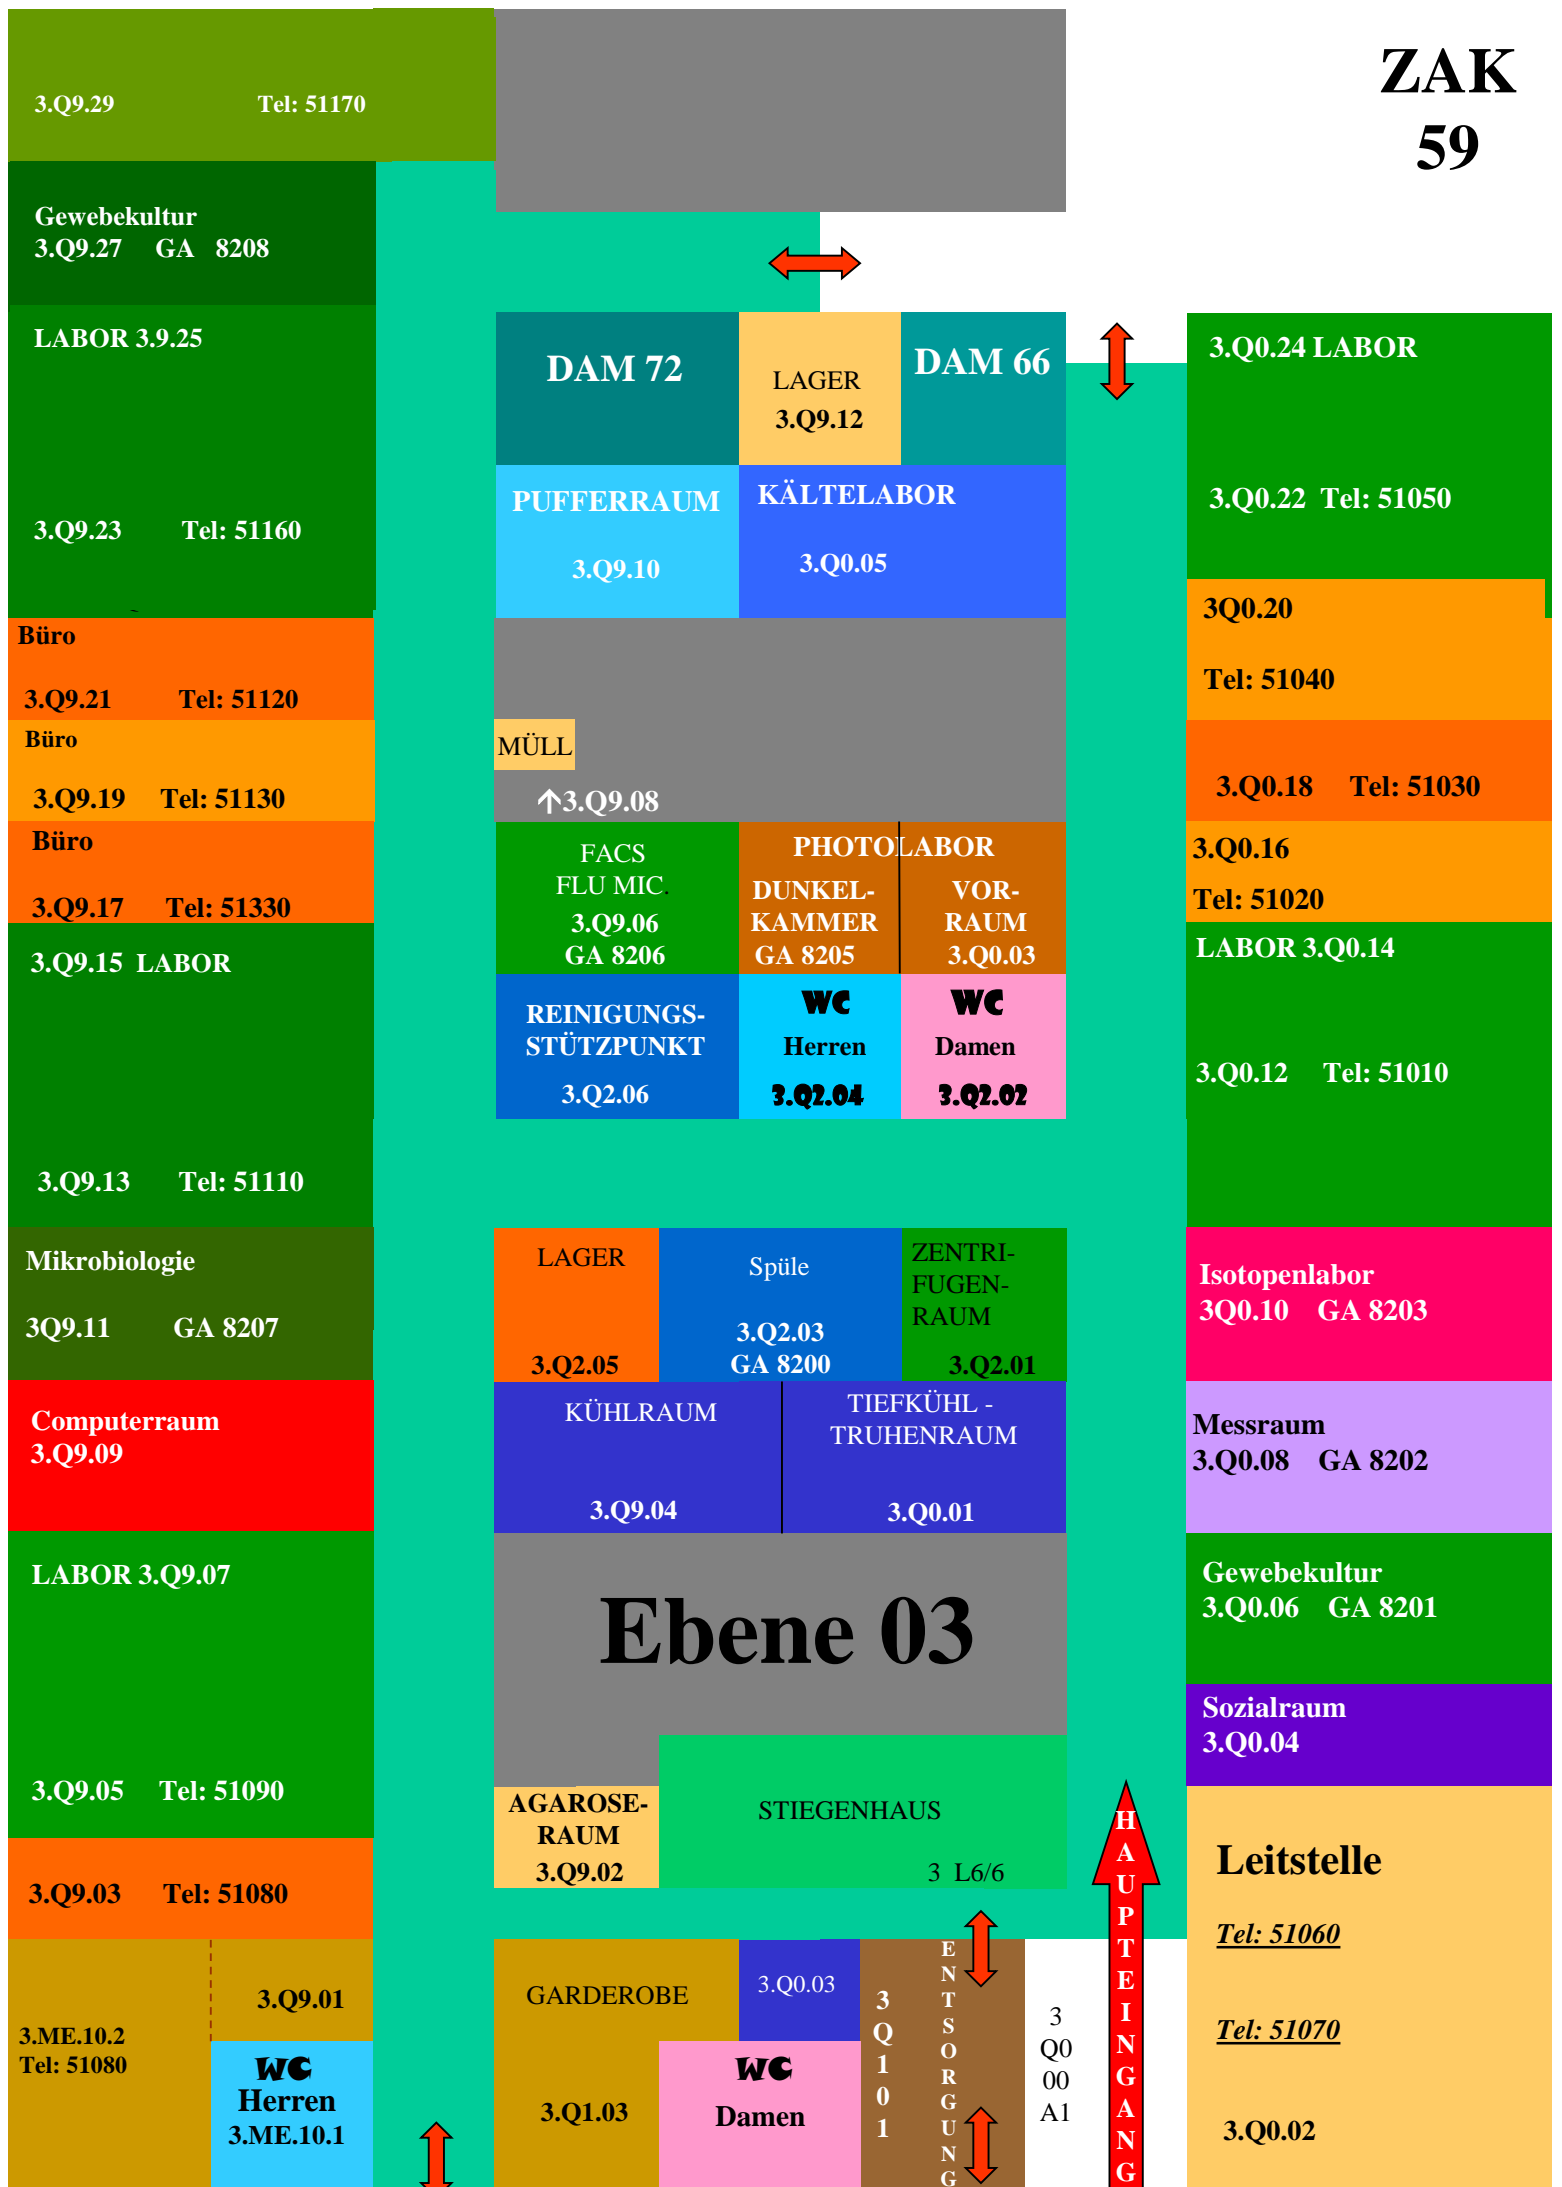 ZAK
59
3.Q9.29 Tel: 51170
Gewebekultur
3.Q9.27 GA 8208
LABOR 3.9.25
3.Q9.23 Tel: 51160
DAM 72
LAGER
3.Q9.12
DAM 66
PUFFERRAUM
3.Q9.10
KÄLTELABOR
3.Q0.05
3.Q0.24 LABOR
3.Q0.22 Tel: 51050
Büro
3.Q9.21 Tel: 51120
Büro
3.Q9.19 Tel: 51130
Büro
3.Q9.17 Tel: 51330
MÜLL
↑3.Q9.08
3Q0.20
Tel: 51040
3.Q0.18 Tel: 51030
3.Q0.16
Tel: 51020
FACS
FLU MIC.
3.Q9.06
GA 8206
PHOTOLABOR
DUNKEL-
KAMMER
GA 8205
VOR-
RAUM
3.Q0.03
3.Q9.15 LABOR
3.Q9.13 Tel: 51110
REINIGUNGS-
STÜTZPUNKT
3.Q2.06
WC
Herren
3.Q2.04
WC
Damen
3.Q2.02
LABOR 3.Q0.14
3.Q0.12 Tel: 51010
Mikrobiologie
3Q9.11 GA 8207
LAGER
3.Q2.05
Spüle
3.Q2.03
GA 8200
ZENTRI-
FUGEN-
RAUM
3.Q2.01
Isotopenlabor
3Q0.10 GA 8203
Computerraum
3.Q9.09
KÜHLRAUM
3.Q9.04
TIEFKÜHL -
TRUHENRAUM
3.Q0.01
Messraum
3.Q0.08 GA 8202
LABOR 3.Q9.07
3.Q9.05 Tel: 51090
Ebene 03
Gewebekultur
3.Q0.06 GA 8201
Sozialraum
3.Q0.04
AGAROSE-
RAUM
3.Q9.02
STIEGENHAUS
3 L6/6
HAUPTEINGANG
Leitstelle
Tel: 51060
Tel: 51070
3.Q0.02
3.Q9.03 Tel: 51080
3.ME.10.2
Tel: 51080
3.Q9.01
WC
Herren
3.ME.10.1
GARDEROBE
3.Q1.03
3.Q0.03
WC
Damen
3
Q
1
0
1
ENTSORGUNG
3
Q0
00
A1